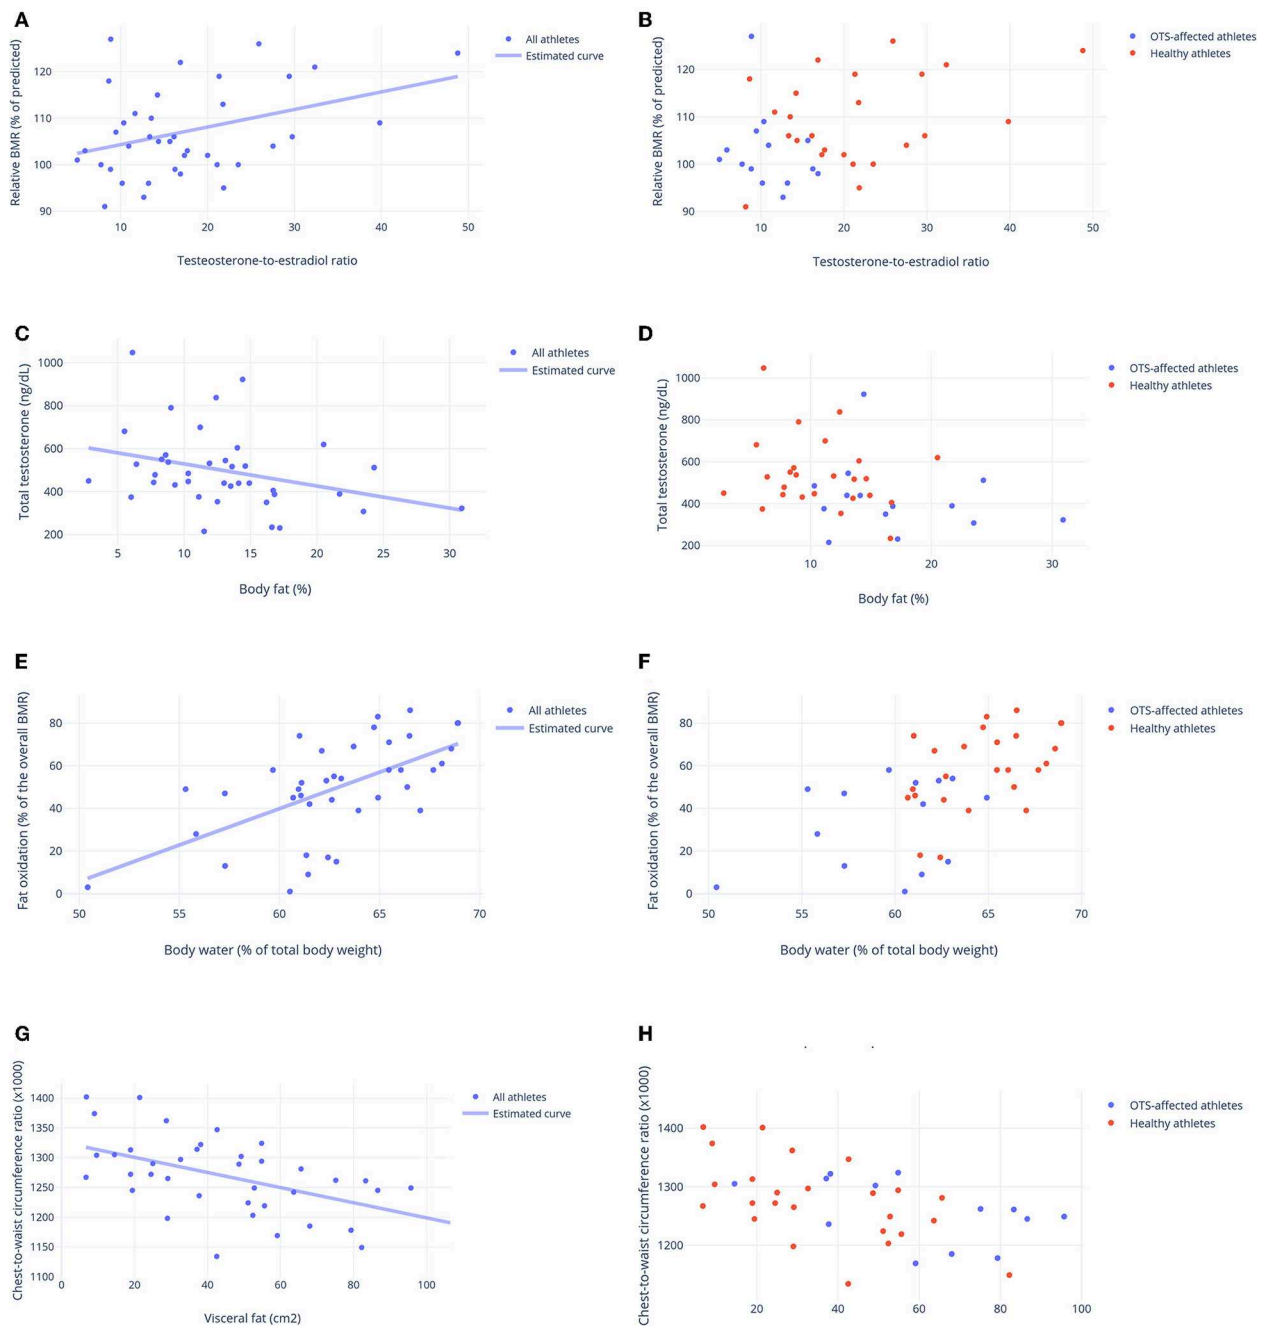 A
Relative BMR (% of predicted)
120
110
100
90
10 20 30 40 50
Testeosterone-to-estradiol ratio
All athletes
Estimated curve
B
Relative BMR (% of predicted)
120
110
100
90
10 20 30 40 50
Testosterone-to-estradiol ratio
OTS-affected athletes
Healthy athletes
C
Total testosterone (ng/dL)
1000
800
600
400
200
5 10 15 20 25 30
Body fat (%)
All athletes
Estimated curve
D
Total testosterone (ng/dL)
1000
800
600
400
200
10 20 30
Body fat (%)
OTS-affected athletes
Healthy athletes
E
Fat oxidation (% of the overall BMR)
80
60
40
20
0
50 55 60 65 70
Body water (% of total body weight)
All athletes
Estimated curve
F
Fat oxidation (% of the overall BMR)
80
60
40
20
0
50 55 60 65 70
Body water (% of total body weight)
OTS-affected athletes
Healthy athletes
G
Chest-to-waist circumference ratio (x1000)
1400
1350
1300
1250
1200
1150
1100
0 20 40 60 80 100
Visceral fat (cm2)
All athletes
Estimated curve
H
Chest-to-waist circumference ratio (x1000)
1400
1300
1200
20 40 60 80 100
OTS-affected athletes
Healthy athletes